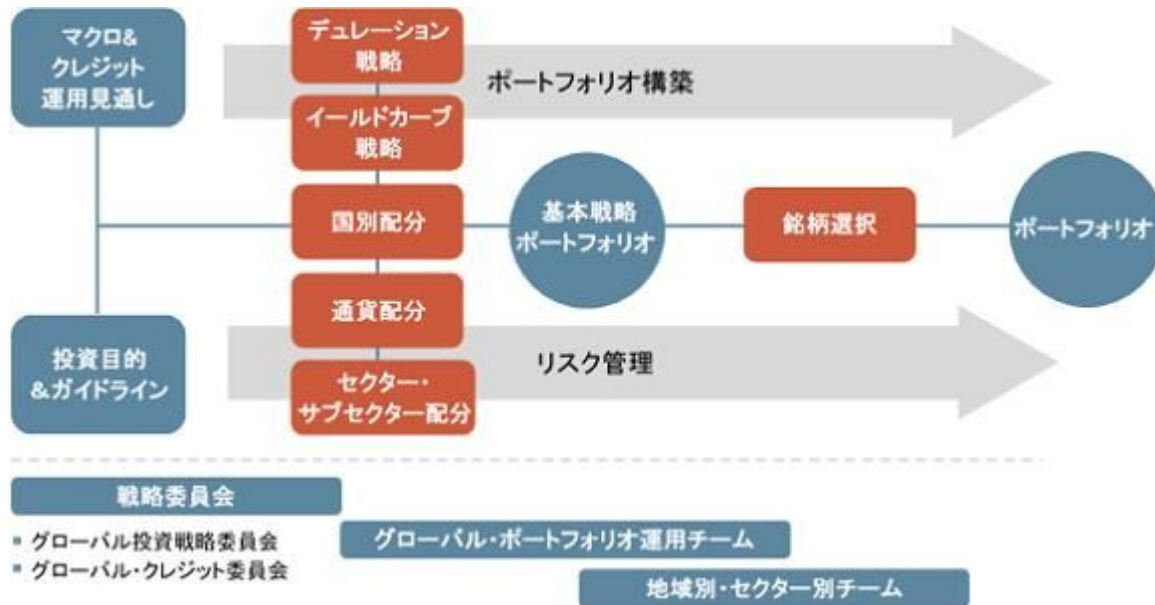 マクロ&
クレジット
運用見通し
デュレーション
戦略
ポートフォリオ構築
イールドカーブ
戦略
国別配分
基本戦略
ポートフォリオ
銘柄選択
ポートフォリオ
通貨配分
投資目的
&ガイドライン
リスク管理
セクター・
サブセクター配分
戦略委員会
▪ グローバル投資戦略委員会
▪ グローバル・クレジット委員会
グローバル・ポートフォリオ運用チーム
地域別・セクター別チーム